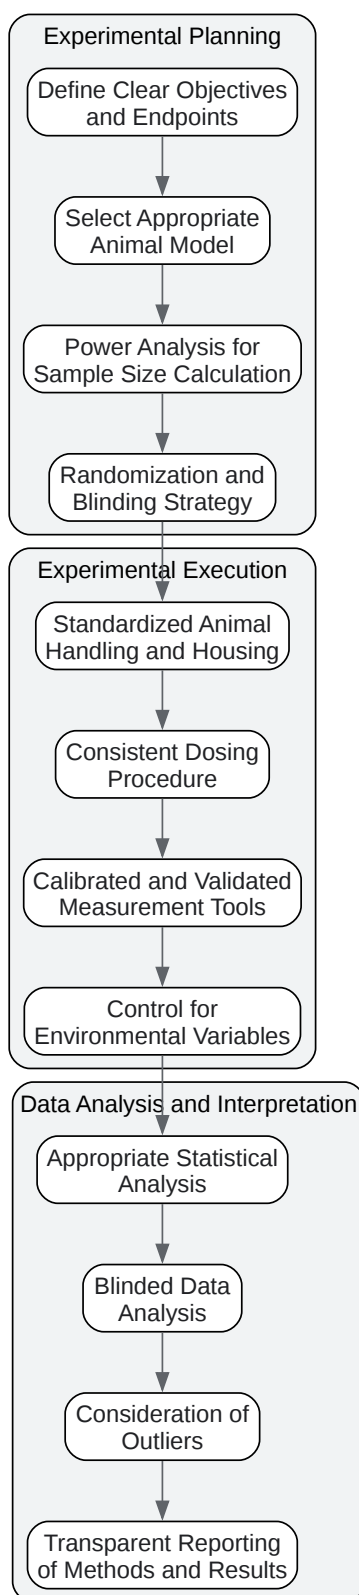 Experimental Planning
Define Clear Objectives
and Endpoints
Select Appropriate
Animal Model
Power Analysis for
Sample Size Calculation
Randomization and
Blinding Strategy
Experimental Execution
Standardized Animal
Handling and Housing
Consistent Dosing
Procedure
Calibrated and Validated
Measurement Tools
Control for
Environmental Variables
Data Analysis and Interpretation
Appropriate Statistical
Analysis
Blinded Data
Analysis
Consideration of
Outliers
Transparent Reporting
of Methods and Results